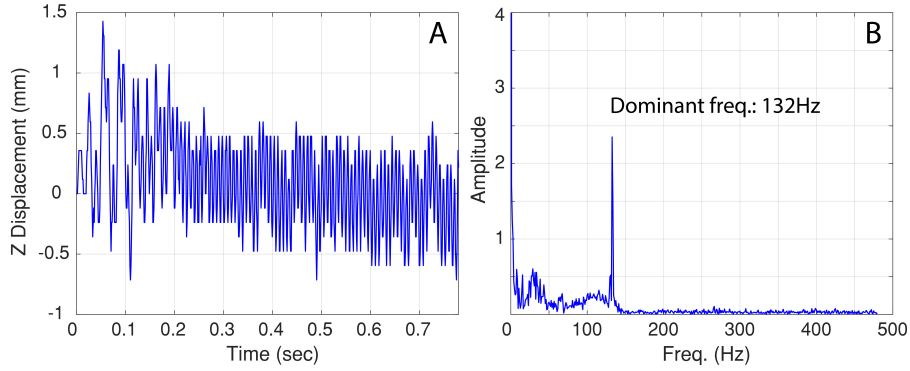 A
1.5
1
0.5
0
-0.5
-1
Z Displacement (mm)
0 0.1 0.2 0.3 0.4 0.5 0.6 0.7
Time (sec)
B
Dominant freq.: 132Hz
4
3
2
1
Amplitude
0 100 200 300 400 500
Freq. (Hz)